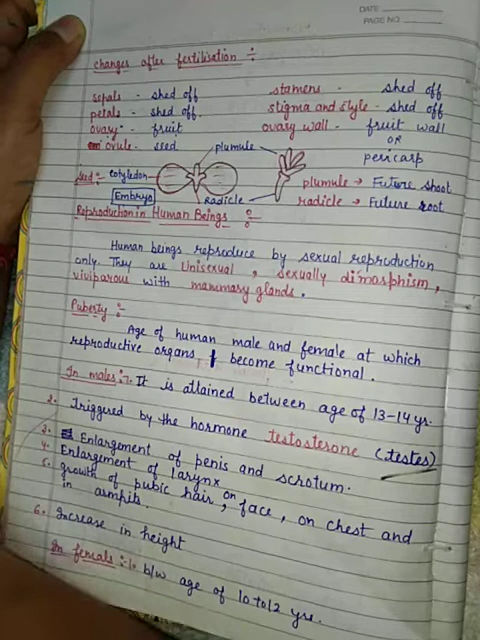 DATE
PAGE NO.
changes after fertilisation :-
sepals - shed off
petals - shed off.
ovary - fruit
ovule - seed
stamens - shed off
stigma and style - shed off
ovary wall - fruit wall
or
pericarp
plumule
Seed :- cotyledon
Embryo
Radicle
plumule → Future shoot
radicle → Future root
Reproduction in Human Beings :-
Human beings reproduce by sexual reproduction
only. They are Unisexual, sexually dimorphism,
viviparous with mammary glands.
Puberty :-
Age of human male and female at which
reproductive organs become functional.
In males :- 1. It is attained between age of 13-14 yr.
2. Triggered by the hormone testosterone (testes)
3. Enlargment of penis and scrotum.
4. Enlargement of larynx
5. growth of pubic hair, on face, on chest and
in armpits.
6. Increase in height
In females :- 1. b/w age of 10 to 12 yrs.